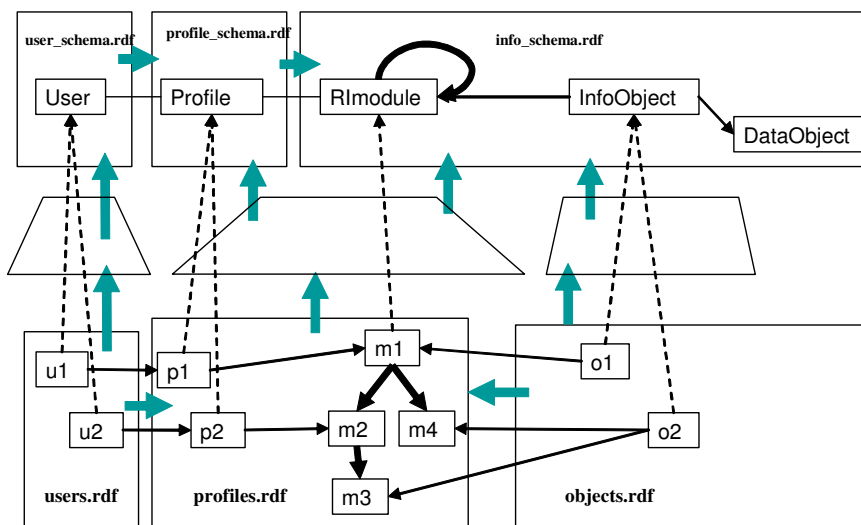 user_schema.rdf
profile_schema.rdf
info_schema.rdf
User
Profile
RImodule
InfoObject
DataObject
u1
p1
m1
o1
u2
p2
m2
m4
o2
m3
users.rdf
profiles.rdf
objects.rdf